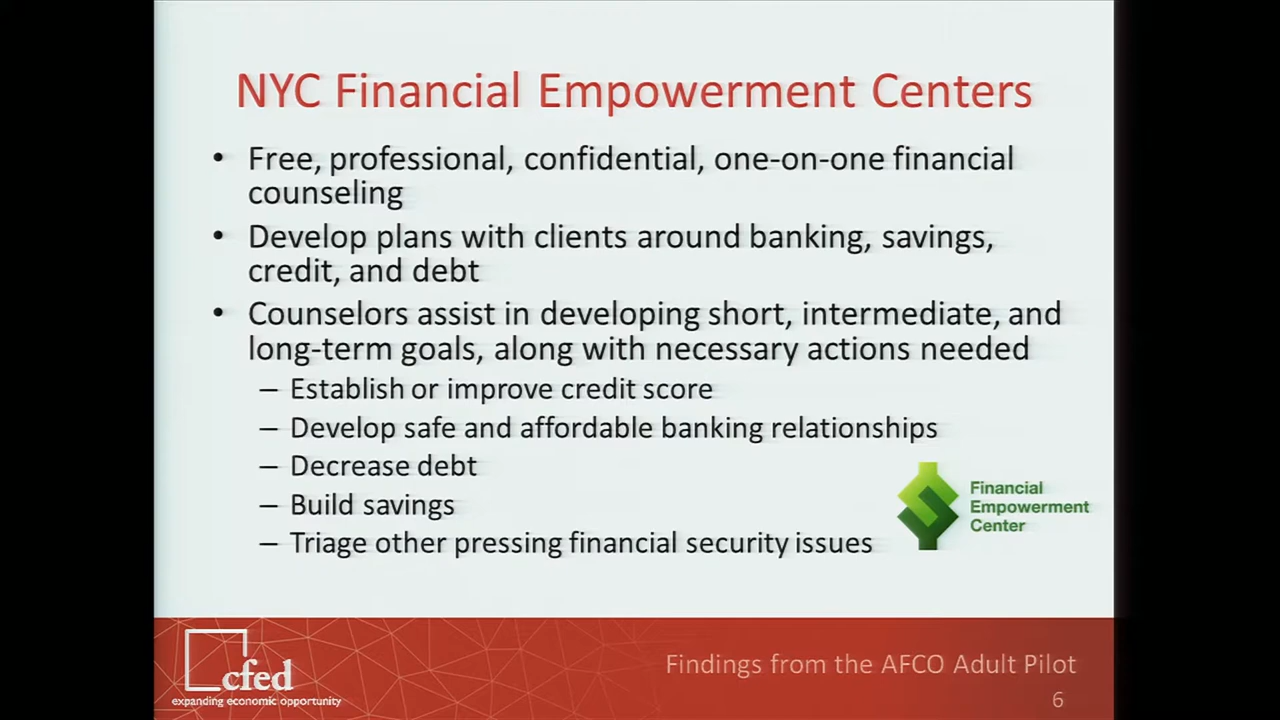 NYC Financial Empowerment Centers
• Free, professional, confidential, one-on-one financial
counseling
• Develop plans with clients around banking, savings,
credit, and debt
• Counselors assist in developing short, intermediate, and
long-term goals, along with necessary actions needed
– Establish or improve credit score
– Develop safe and affordable banking relationships
– Decrease debt
– Build savings
– Triage other pressing financial security issues
Financial
Empowerment
Center
cfed
expanding economic opportunity
Findings from the AFCO Adult Pilot
6